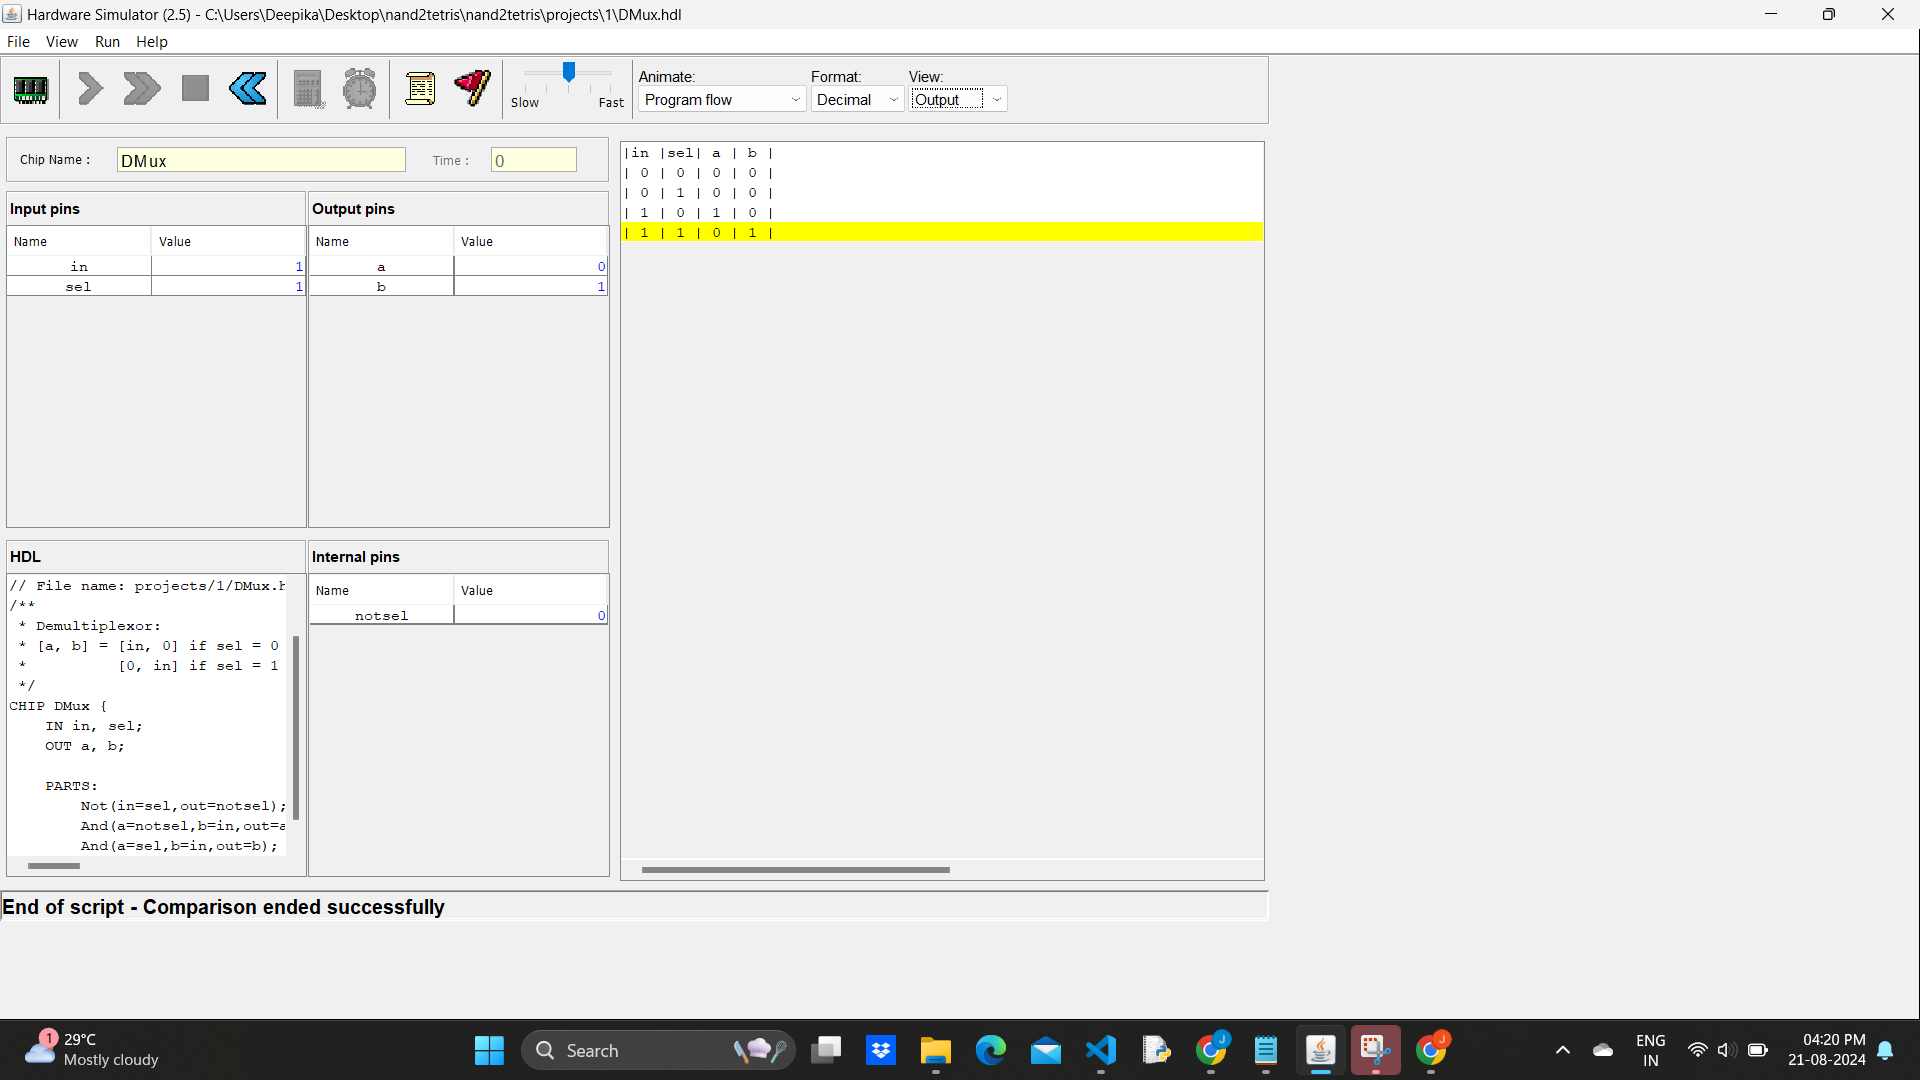 Hardware Simulator (2.5) - C:\Users\Deepika\Desktop\nand2tetris\nand2tetris\projects\1\DMux.hdl
File View Run Help
Slow Fast
Animate: Format: View:
Program flow Decimal Output
Chip Name : DMux Time : 0
Input pins
Name Value
in 1
sel 1
Output pins
Name Value
a 0
b 1
|in |sel| a | b |
| 0 | 0 | 0 | 0 |
| 0 | 1 | 0 | 0 |
| 1 | 0 | 1 | 0 |
| 1 | 1 | 0 | 1 |
HDL
// File name: projects/1/DMux.h
/**
* Demultiplexor:
* [a, b] = [in, 0] if sel = 0
* [0, in] if sel = 1
*/
CHIP DMux {
IN in, sel;
OUT a, b;
PARTS:
Not(in=sel,out=notsel);
And(a=notsel,b=in,out=a
And(a=sel,b=in,out=b);
Internal pins
Name Value
notsel 0
End of script - Comparison ended successfully
1
29°C
Mostly cloudy
Search
J
J
ENG
IN
04:20 PM
21-08-2024